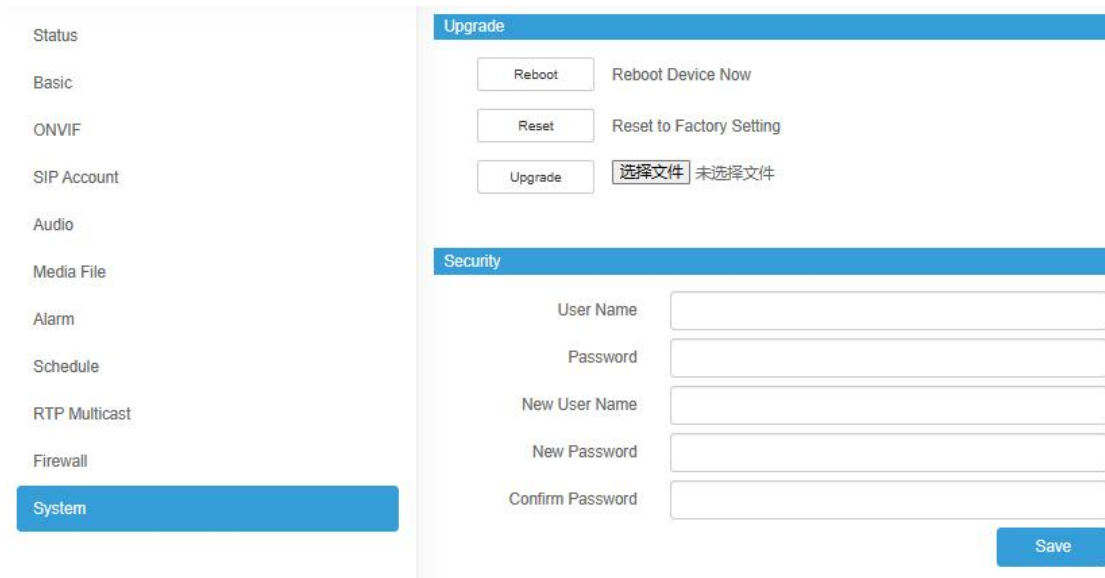 Status
Basic
ONVIF
SIP Account
Audio
Media File
Alarm
Schedule
RTP Multicast
Firewall
System
Upgrade
Reboot Reboot Device Now
Reset Reset to Factory Setting
Upgrade 选择文件 未选择文件
Security
User Name
Password
New User Name
New Password
Confirm Password
Save